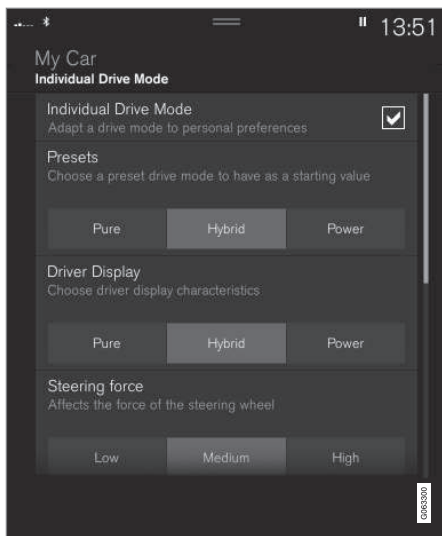 13:51
My Car
Individual Drive Mode
Individual Drive Mode
Adapt a drive mode to personal preferences
Presets
Choose a preset drive mode to have as a starting value
Pure Hybrid Power
Driver Display
Choose driver display characteristics
Pure Hybrid Power
Steering force
Affects the force of the steering wheel
Low Medium High
G063300